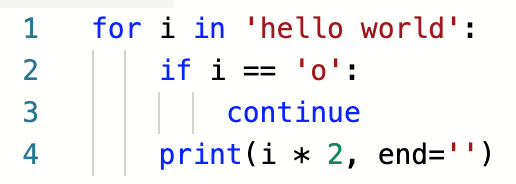 1 for i in 'hello world':
2     if i == 'o':
3         continue
4     print(i * 2, end='')